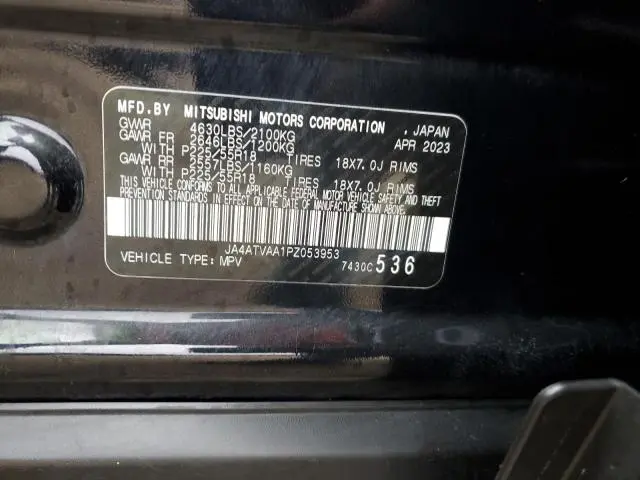 MFD.BY MITSUBISHI MOTORS CORPORATION , JAPAN
GVWR 4630LBS/2100KG APR 2023
GAWR FR 2646LBS/1200KG
WITH P225/55R18 TIRES 18X7.0J RIMS
GAWR RR /1160KG
WITH P225/55R18 TIRES 18X7.0J RIMS
THIS VEHICLE CONFORMS TO ALL APPLICABLE FEDERAL MOTOR VEHICLE SAFETY AND THEFT
PREVENTION STANDARDS IN EFFECT ON THE DATE OF MANUFACTURE SHOWN ABOVE.
JA4ATVAA1PZ053953
VEHICLE TYPE: MPV 7430C 536